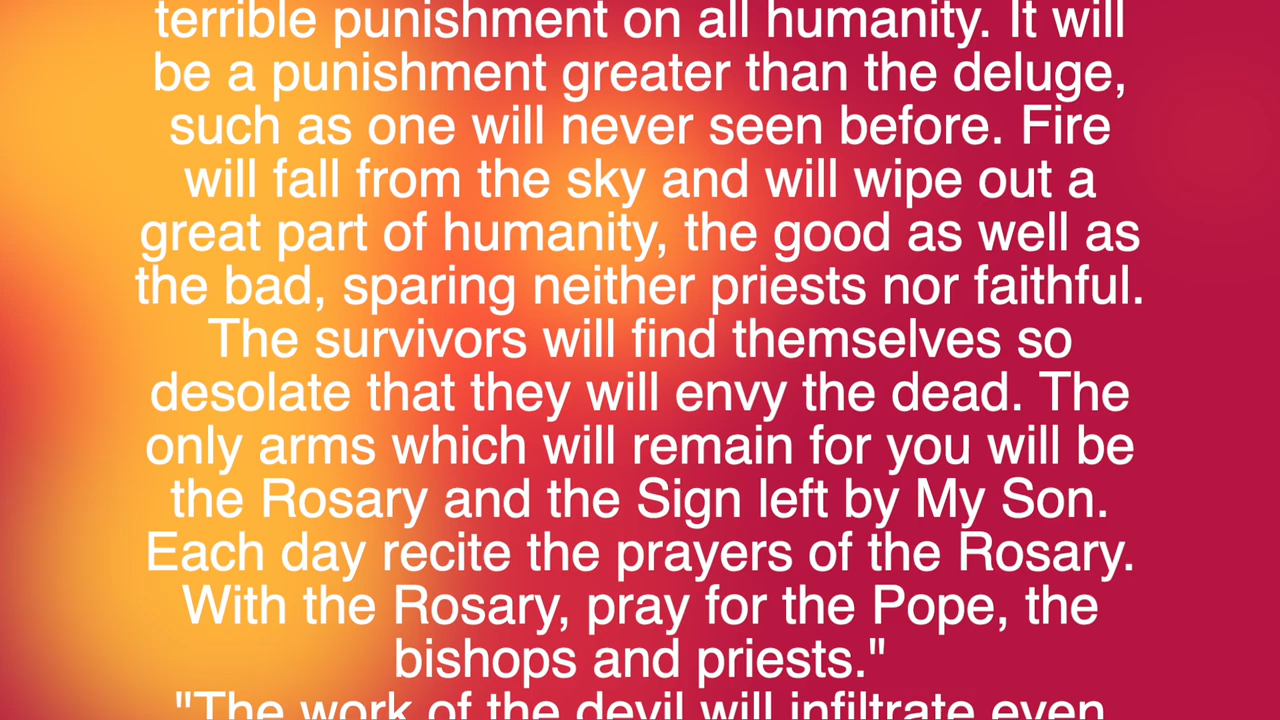 terrible punishment on all humanity. It will
be a punishment greater than the deluge,
such as one will never seen before. Fire
will fall from the sky and will wipe out a
great part of humanity, the good as well as
the bad, sparing neither priests nor faithful.
The survivors will find themselves so
desolate that they will envy the dead. The
only arms which will remain for you will be
the Rosary and the Sign left by My Son.
Each day recite the prayers of the Rosary.
With the Rosary, pray for the Pope, the
bishops and priests."
"The work of the devil will infiltrate even